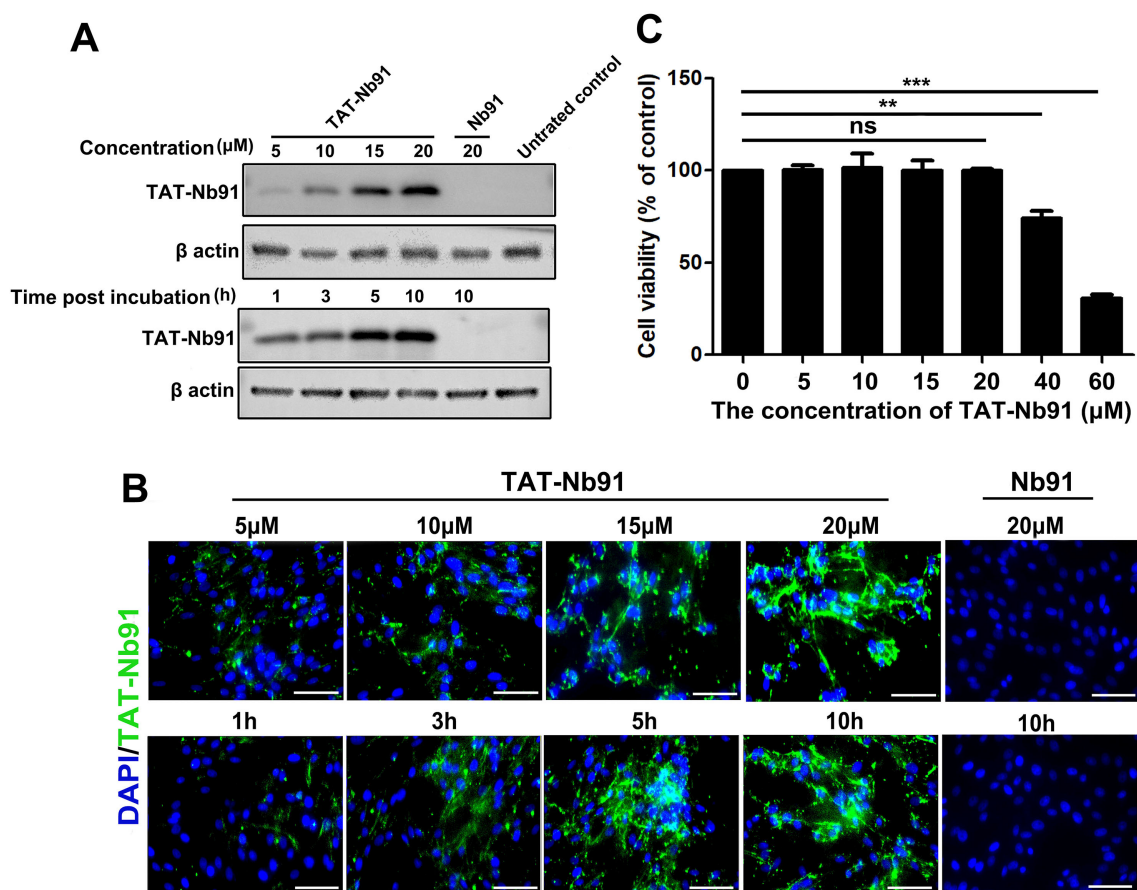 A
TAT-Nb91
Nb91
Untrated control
Concentration (µM)
5 10 15 20 20
TAT-Nb91
β actin
Time post incubation (h)
1 3 5 10 10
TAT-Nb91
β actin
C
Cell viability (% of control)
150
100
50
0
***
**
ns
0 5 10 15 20 40 60
The concentration of TAT-Nb91 (µM)
B
TAT-Nb91
Nb91
5µM 10µM 15µM 20µM 20µM
DAPI/TAT-Nb91
1h 3h 5h 10h 10h